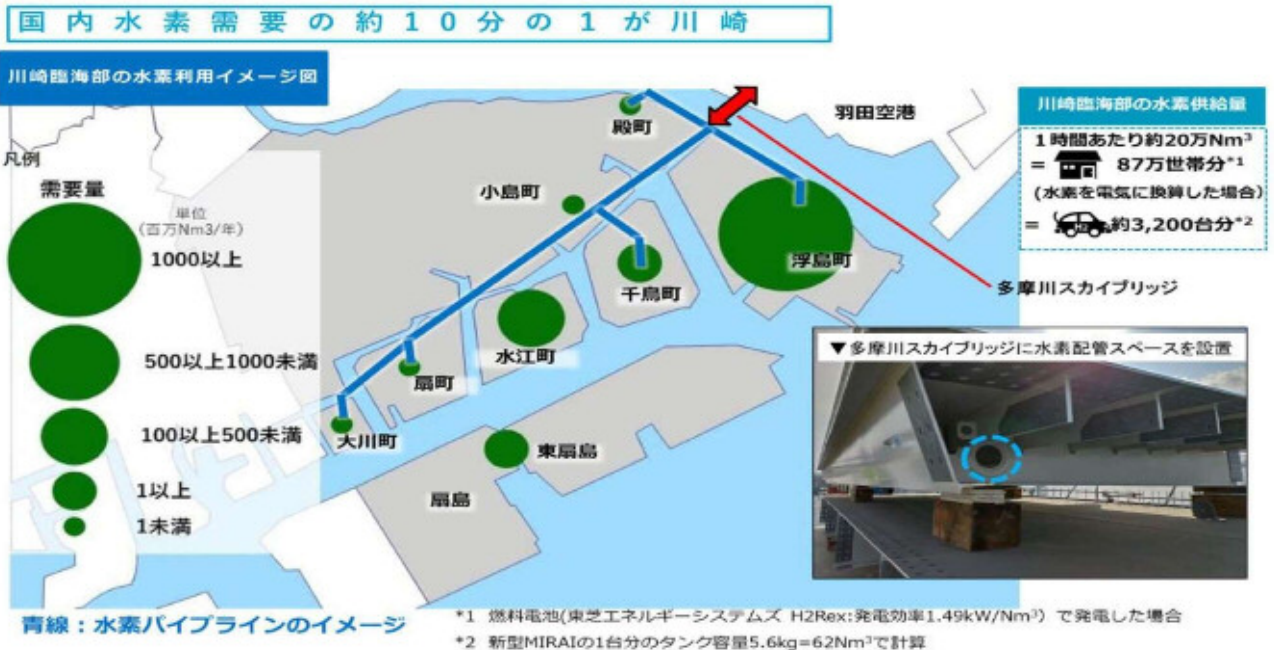 国内水素需要の約10分の1が川崎
川崎臨海部の水素利用イメージ図
凡例
需要量
単位
(百万Nm3/年)
1000以上
500以上1000未満
100以上500未満
1以上
1未満
殿町
小島町
千鳥町
浮島町
水江町
扇町
大川町
東扇島
扇島
羽田空港
多摩川スカイブリッジ
川崎臨海部の水素供給量
1時間あたり約20万Nm³
= 87万世帯分*1
(水素を電気に換算した場合)
= 約3,200台分*2
▼多摩川スカイブリッジに水素配管スペースを設置
青線：水素パイプラインのイメージ
*1 燃料電池(東芝エネルギーシステムズ H2Rex:発電効率1.49kW/Nm³) で発電した場合
*2 新型MIRAIの1台分のタンク容量5.6kg=62Nm³で計算